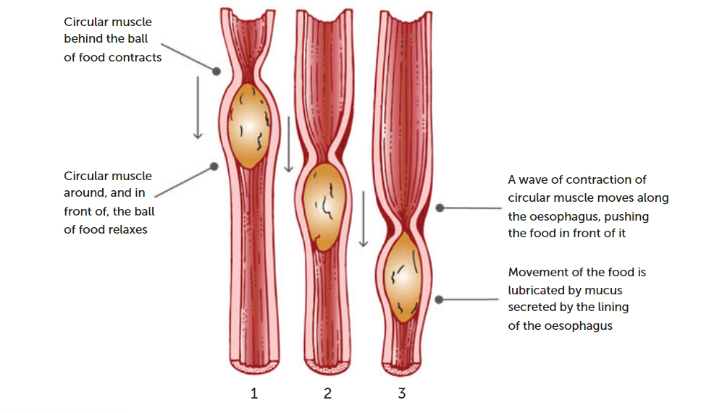 Circular muscle
behind the ball
of food contracts
Circular muscle
around, and in
front of, the ball
of food relaxes
A wave of contraction of
circular muscle moves along
the oesophagus, pushing
the food in front of it
Movement of the food is
lubricated by mucus
secreted by the lining
of the oesophagus
1
2
3